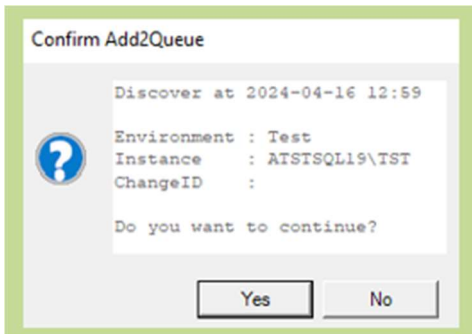 Confirm Add2Queue
Discover at 2024-04-16 12:59
Environment : Test
Instance    : ATSTSQL19\TST
ChangeID    :
Do you want to continue?
Yes
No